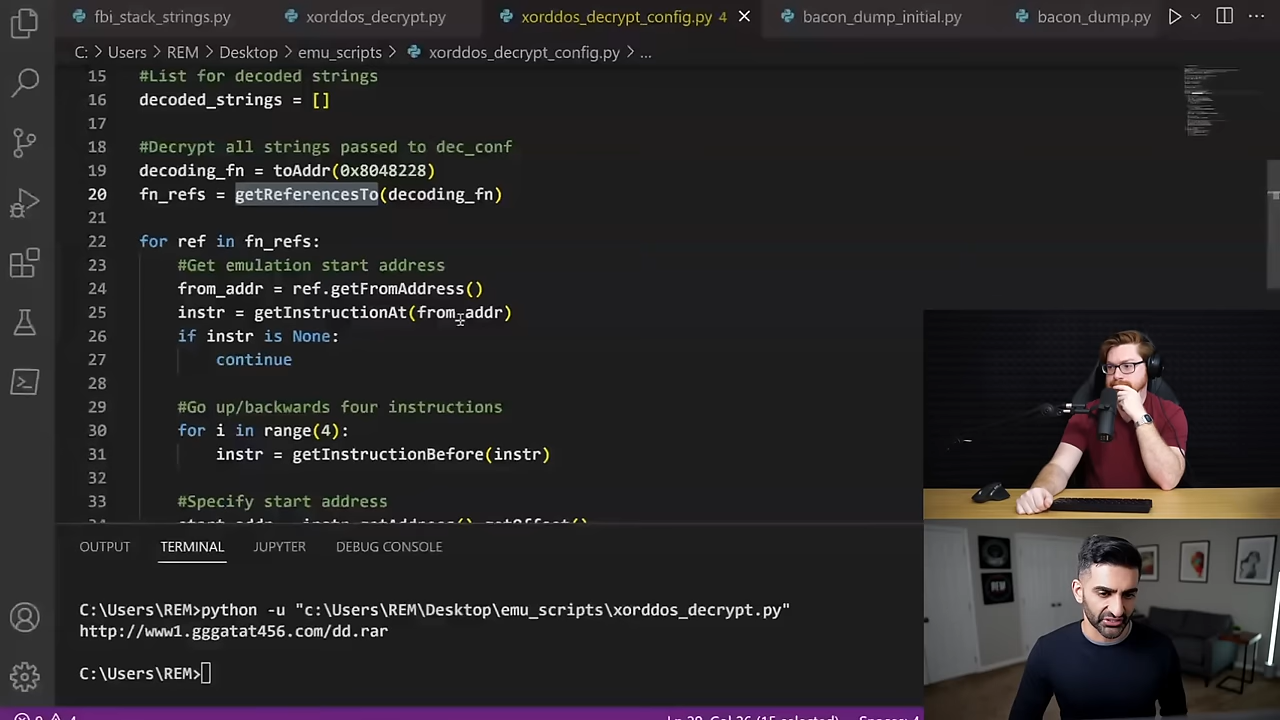 fbi_stack_strings.py
xorddos_decrypt.py
xorddos_decrypt_config.py 4
bacon_dump_initial.py
bacon_dump.py
C: > Users > REM > Desktop > emu_scripts > xorddos_decrypt_config.py > ...
15 #List for decoded strings
16 decoded_strings = []
17
18 #Decrypt all strings passed to dec_conf
19 decoding_fn = toAddr(0x8048228)
20 fn_refs = getReferencesTo(decoding_fn)
21
22 for ref in fn_refs:
23 #Get emulation start address
24 from_addr = ref.getFromAddress()
25 instr = getInstructionAt(from_addr)
26 if instr is None:
27 continue
28
29 #Go up/backwards four instructions
30 for i in range(4):
31 instr = getInstructionBefore(instr)
32
33 #Specify start address
34 start_addr = instr.getAddress().getOffset()
OUTPUT TERMINAL JUPYTER DEBUG CONSOLE
C:\Users\REM>python -u "c:\Users\REM\Desktop\emu_scripts\xorddos_decrypt.py"
http://www1.gggatat456.com/dd.rar
C:\Users\REM>